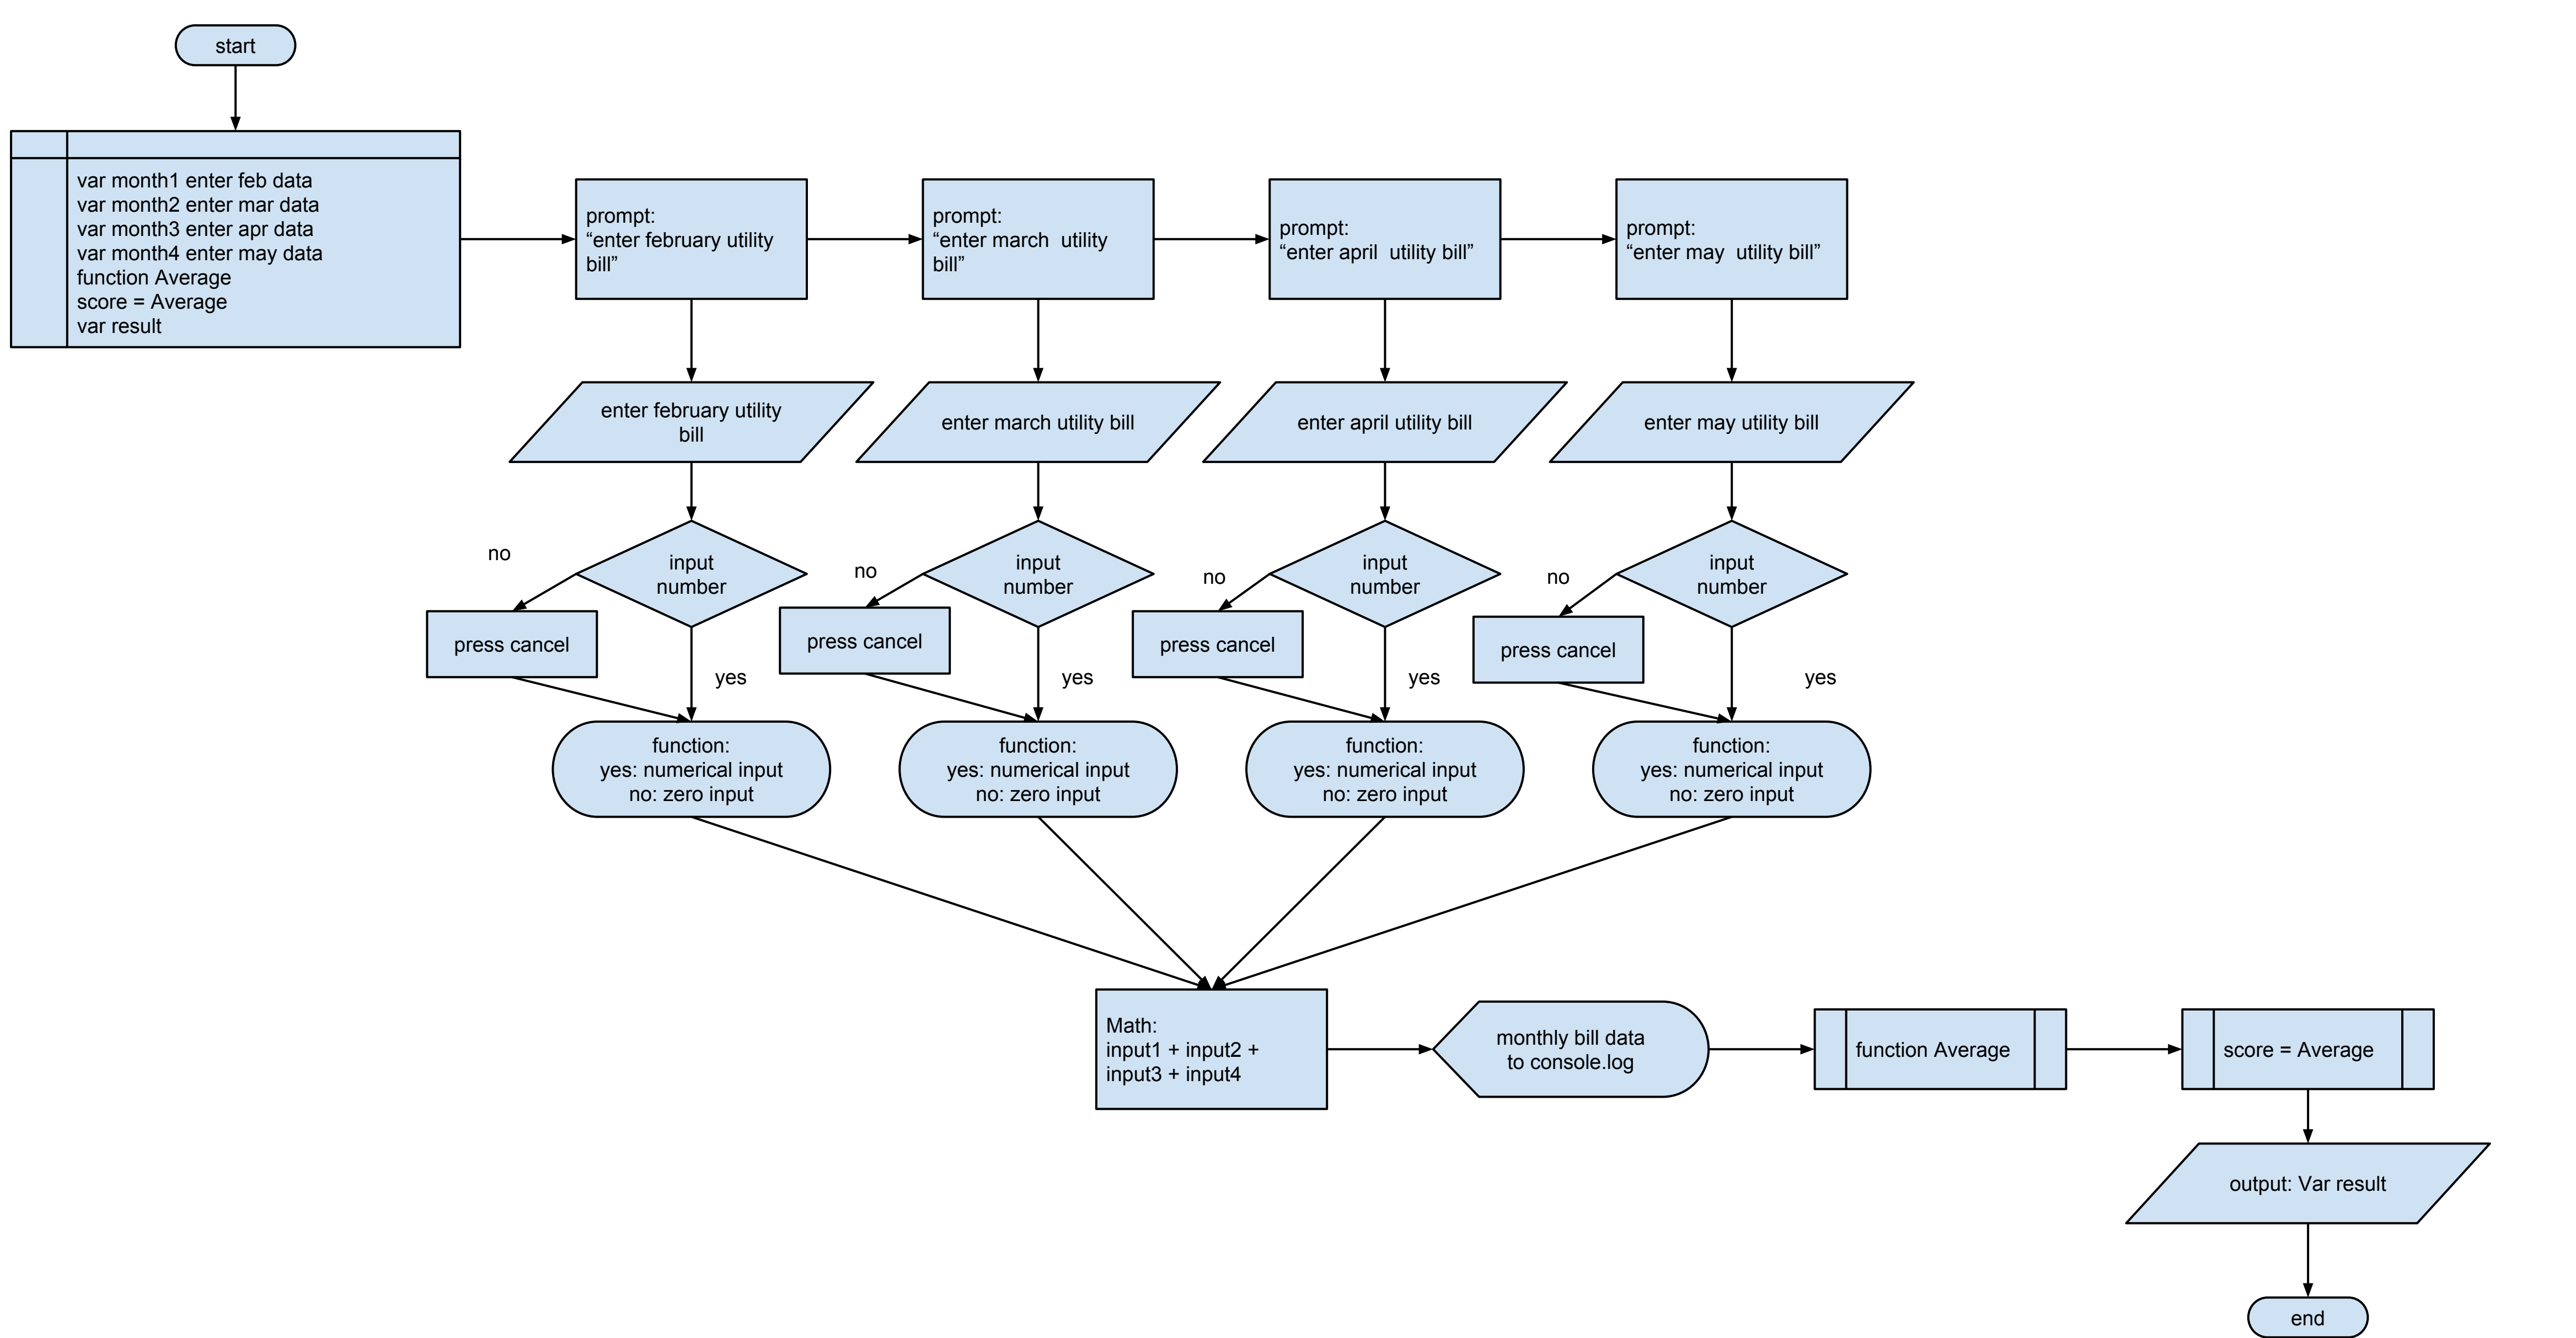 start
var month1 enter feb data
var month2 enter mar data
var month3 enter apr data
var month4 enter may data
function Average
score = Average
var result
prompt:
“enter february utility
bill”
prompt:
“enter march  utility
bill”
prompt:
“enter april  utility bill”
prompt:
“enter may  utility bill”
enter february utility
bill
enter march utility bill
enter april utility bill
enter may utility bill
no
input
number
no
input
number
no
input
number
no
input
number
press cancel
press cancel
press cancel
press cancel
yes
yes
yes
yes
function:
yes: numerical input
no: zero input
function:
yes: numerical input
no: zero input
function:
yes: numerical input
no: zero input
function:
yes: numerical input
no: zero input
Math:
input1 + input2 +
input3 + input4
monthly bill data
to console.log
function Average
score = Average
output: Var result
end